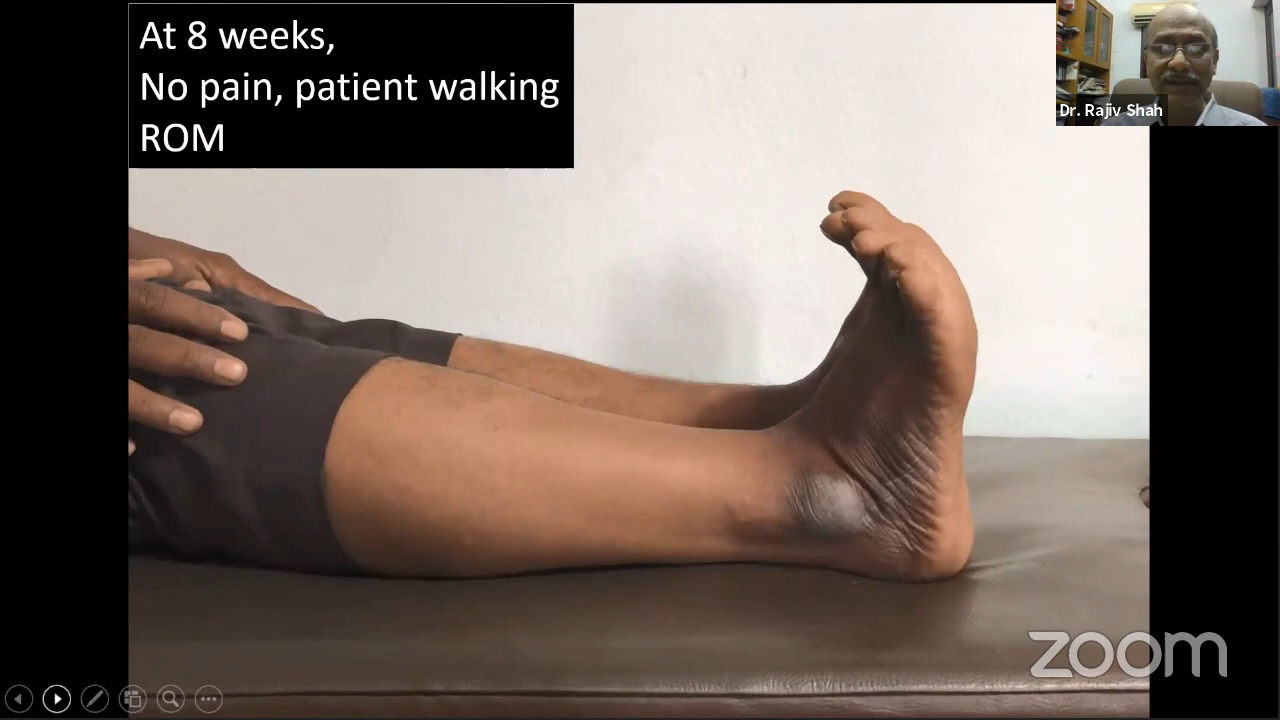 At 8 weeks,
No pain, patient walking
ROM
Dr. Rajiv Shah
zoom